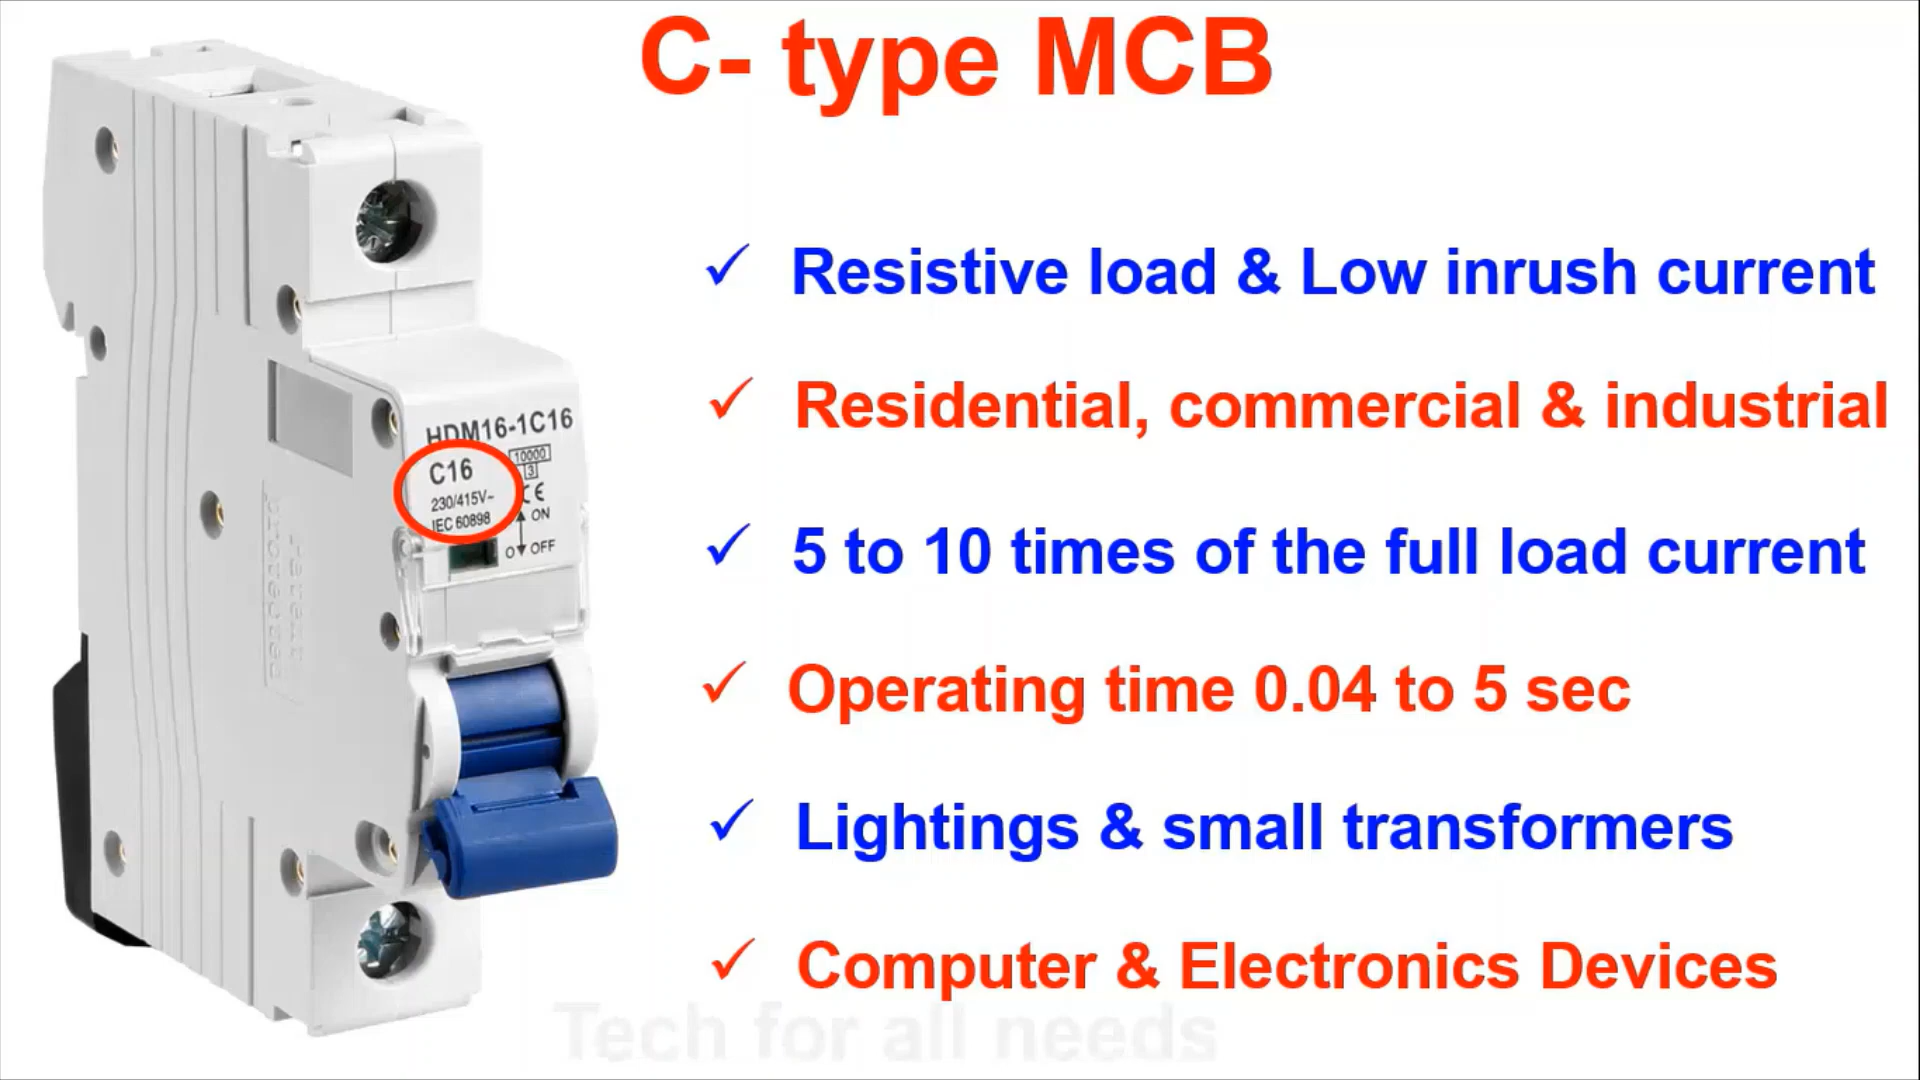 C- type MCB
✓ Resistive load & Low inrush current
✓ Residential, commercial & industrial
✓ 5 to 10 times of the full load current
✓ Operating time 0.04 to 5 sec
✓ Lightings & small transformers
✓ Computer & Electronics Devices
HDM16-1C16
C16
10000
3
230/415V~
CE
IEC 60898
ON
O OFF
Tech for all needs